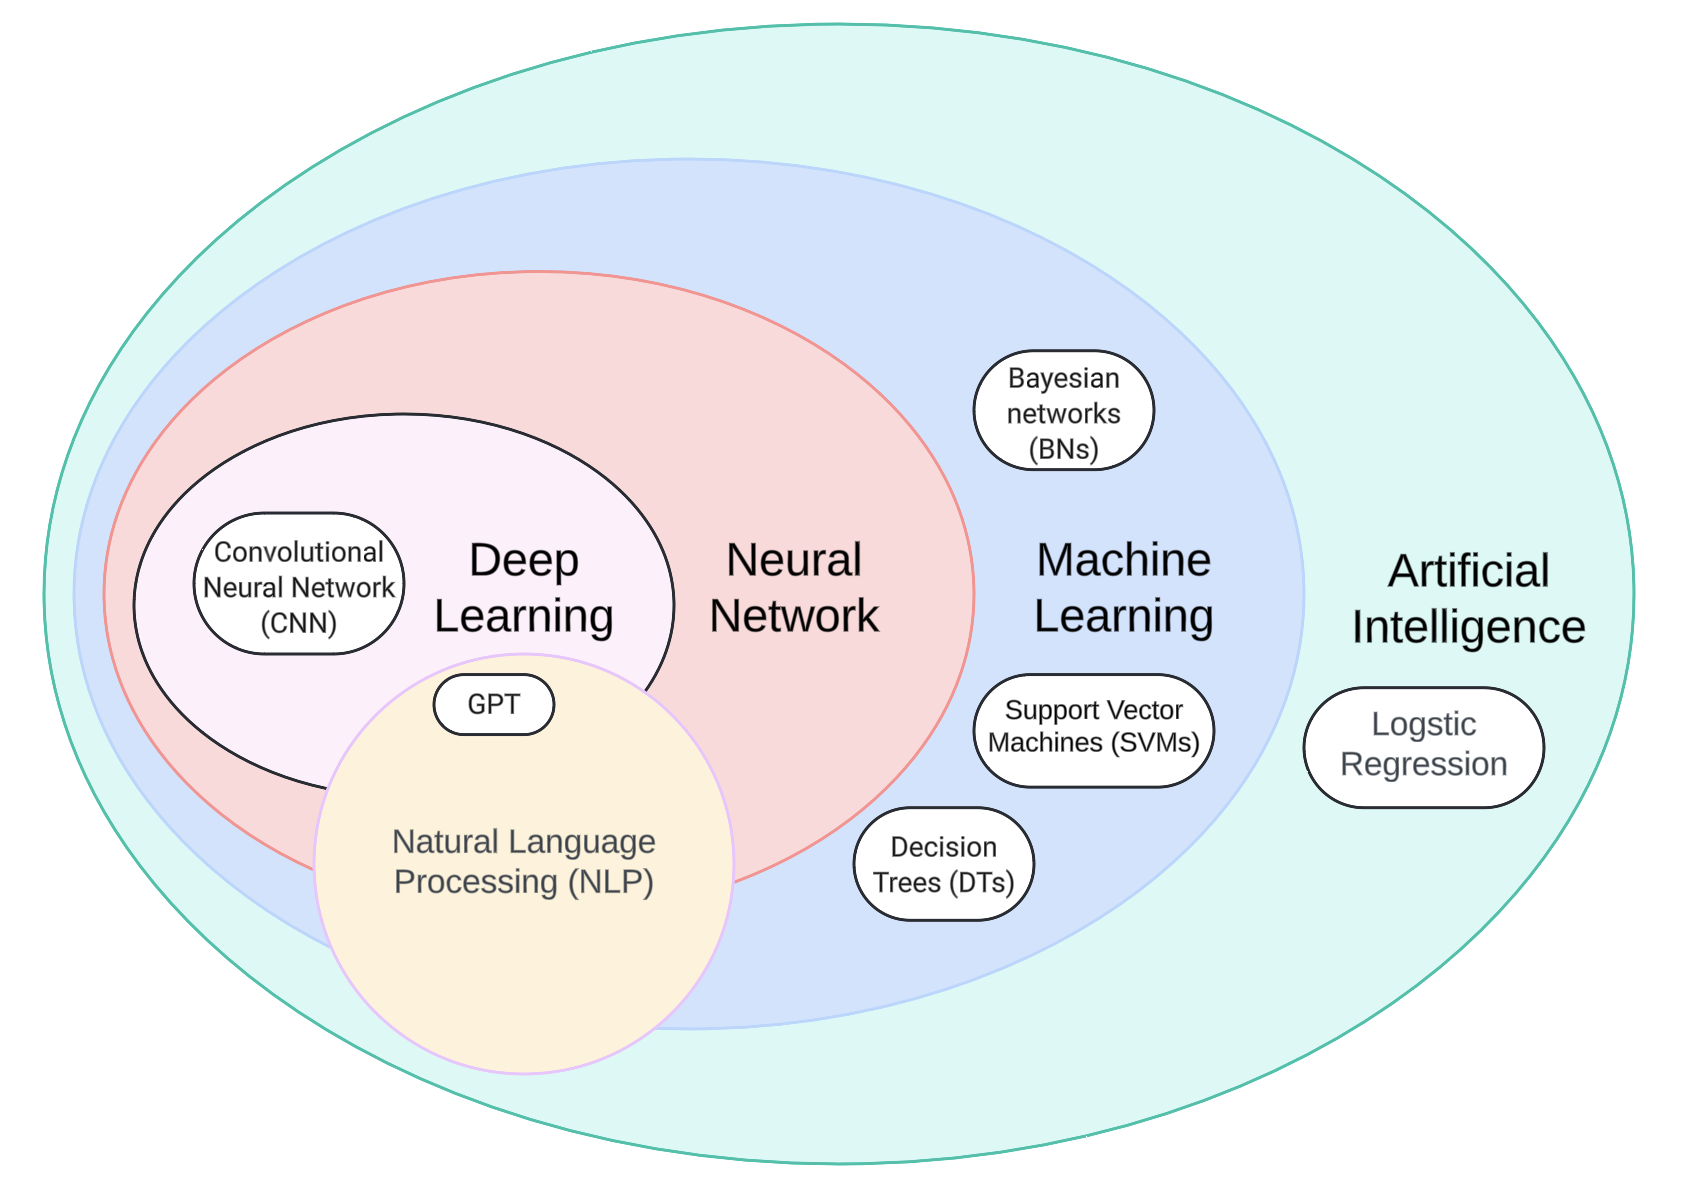 Bayesian
networks
(BNs)
Convolutional
Neural Network
(CNN)
Deep
Learning
Neural
Network
Machine
Learning
Artificial
Intelligence
GPT
Support Vector
Machines (SVMs)
Logstic
Regression
Natural Language
Processing (NLP)
Decision
Trees (DTs)